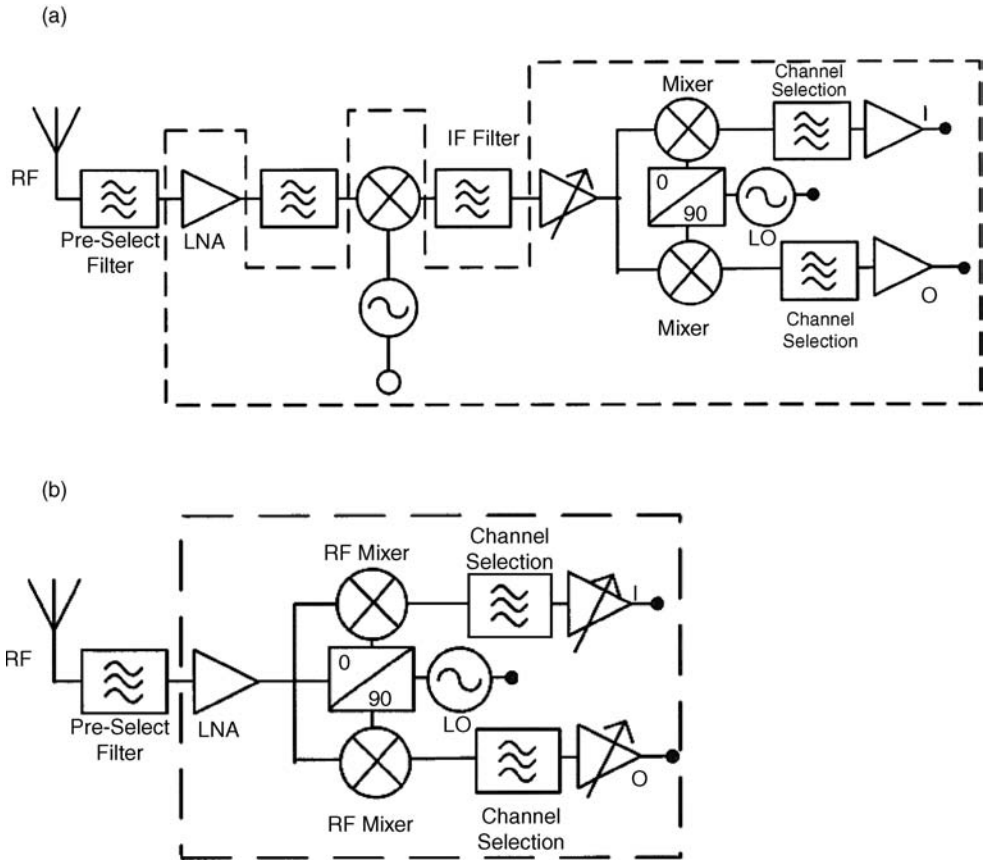 (a)
RF
Pre-Select
Filter
LNA
IF Filter
Mixer
0
90
LO
Mixer
Channel
Selection
I
Channel
Selection
O
(b)
RF
Pre-Select
Filter
LNA
RF Mixer
0
90
LO
RF Mixer
Channel
Selection
I
Channel
Selection
O